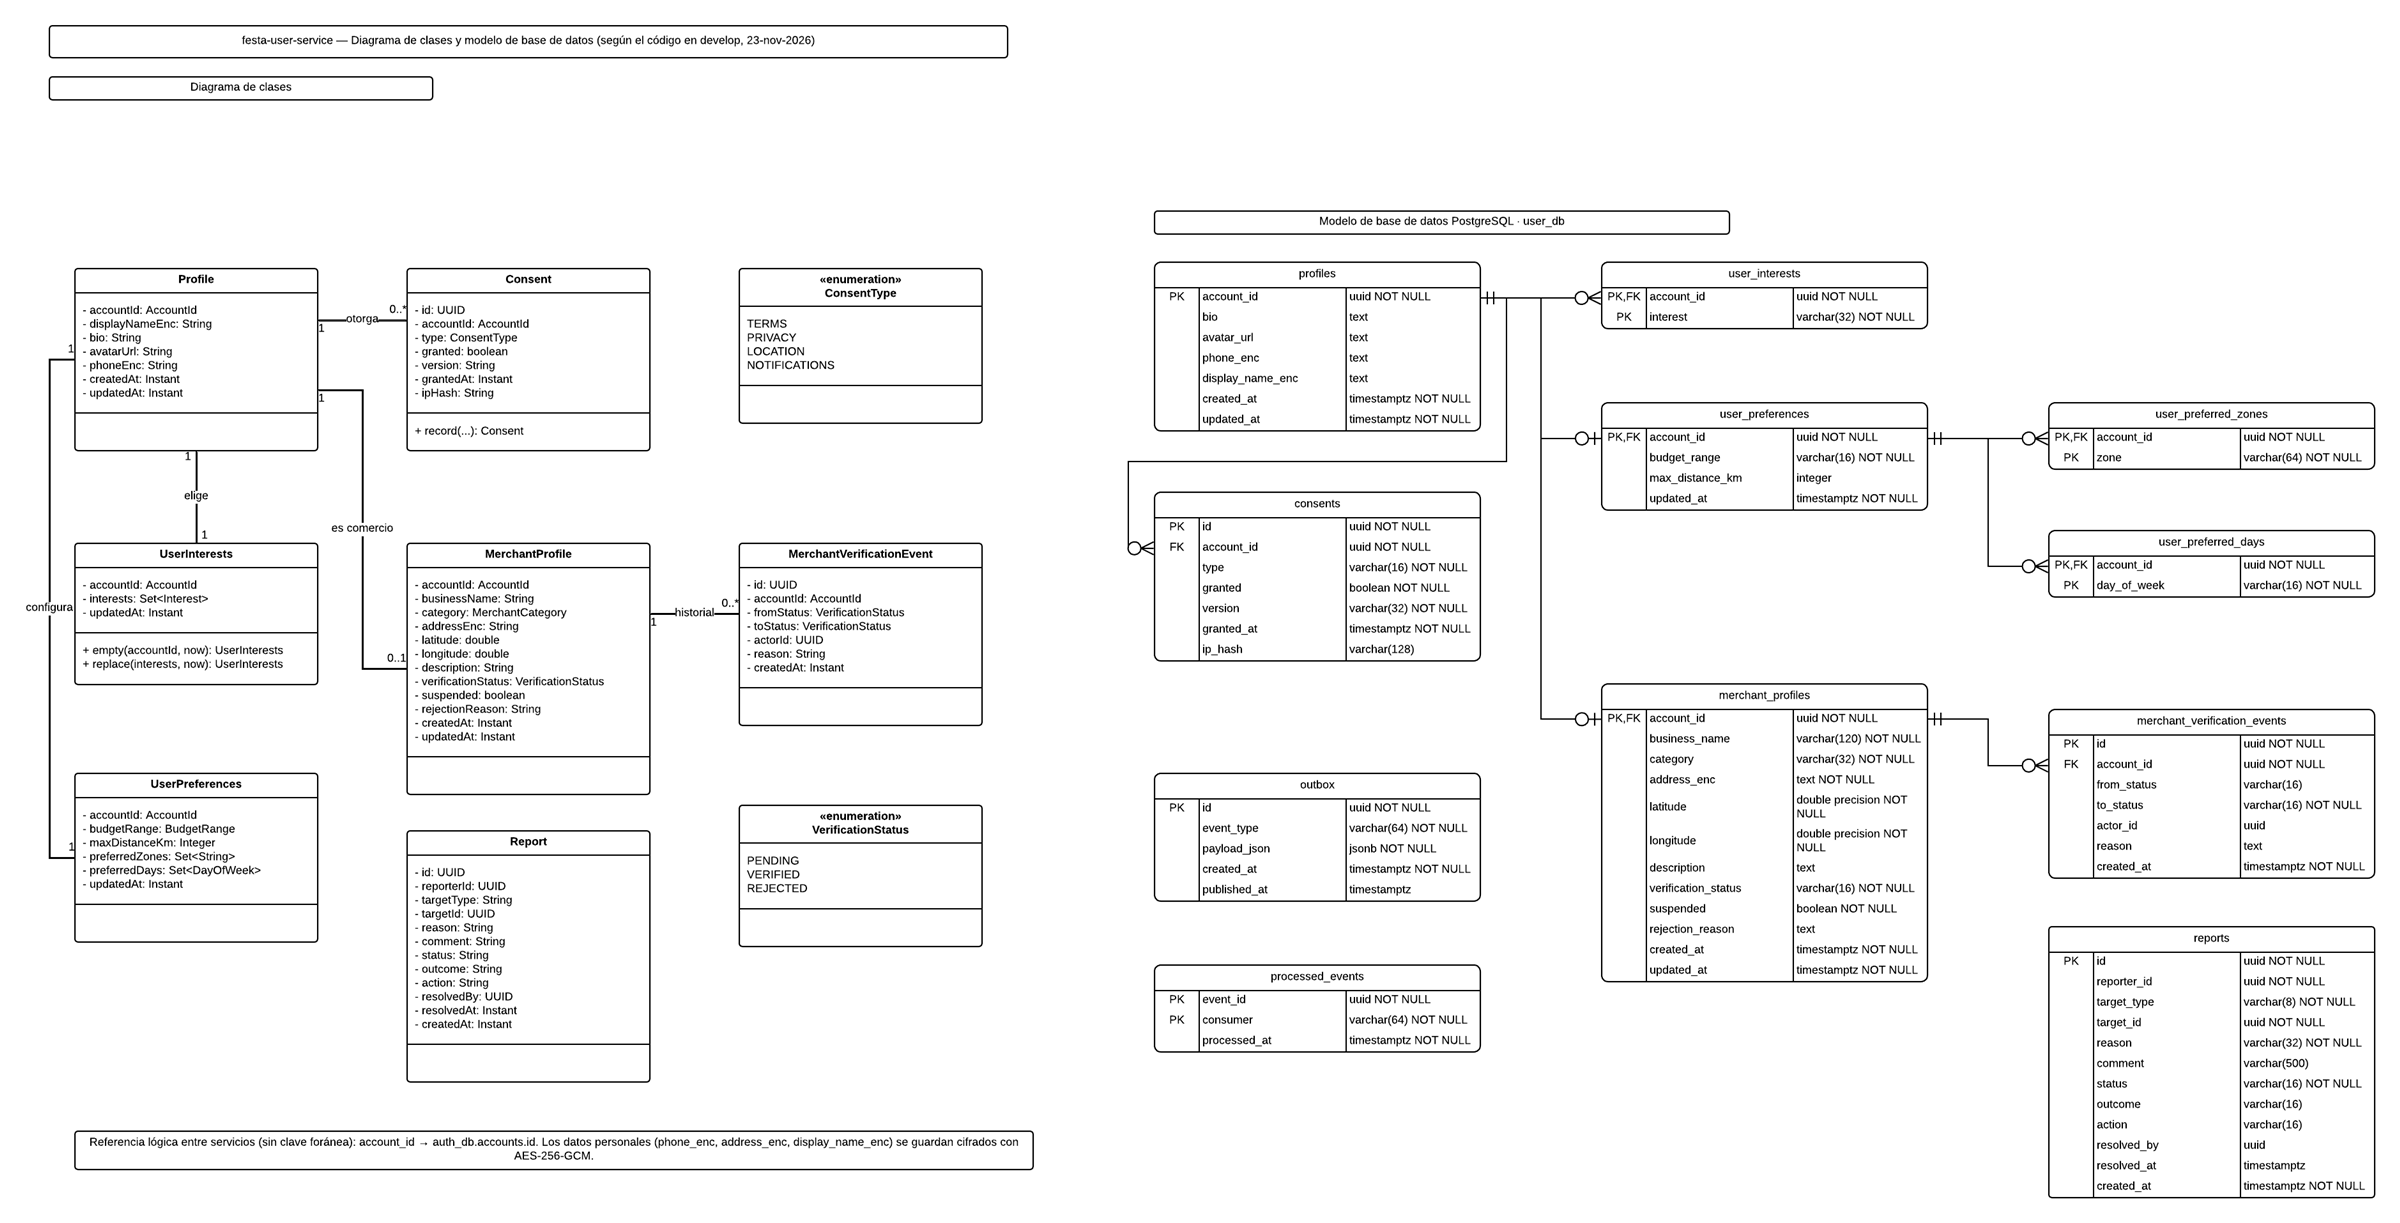 festa-user-service — Diagrama de clases y modelo de base de datos (según el código en develop, 23-nov-2026)
Diagrama de clases
Profile
- accountId: AccountId
- displayNameEnc: String
- bio: String
- avatarUrl: String
- phoneEnc: String
- createdAt: Instant
- updatedAt: Instant
1
otorga
0..*
Consent
- id: UUID
- accountId: AccountId
- type: ConsentType
- granted: boolean
- version: String
- grantedAt: Instant
- ipHash: String
+ record(...): Consent
«enumeration»
ConsentType
TERMS
PRIVACY
LOCATION
NOTIFICATIONS
1
elige
1
1
es comercio
0..1
1
configura
1
UserInterests
- accountId: AccountId
- interests: Set<Interest>
- updatedAt: Instant
+ empty(accountId, now): UserInterests
+ replace(interests, now): UserInterests
MerchantProfile
- accountId: AccountId
- businessName: String
- category: MerchantCategory
- addressEnc: String
- latitude: double
- longitude: double
- description: String
- verificationStatus: VerificationStatus
- suspended: boolean
- rejectionReason: String
- createdAt: Instant
- updatedAt: Instant
1
historial
0..*
MerchantVerificationEvent
- id: UUID
- accountId: AccountId
- fromStatus: VerificationStatus
- toStatus: VerificationStatus
- actorId: UUID
- reason: String
- createdAt: Instant
UserPreferences
- accountId: AccountId
- budgetRange: BudgetRange
- maxDistanceKm: Integer
- preferredZones: Set<String>
- preferredDays: Set<DayOfWeek>
- updatedAt: Instant
Report
- id: UUID
- reporterId: UUID
- targetType: String
- targetId: UUID
- reason: String
- comment: String
- status: String
- outcome: String
- action: String
- resolvedBy: UUID
- resolvedAt: Instant
- createdAt: Instant
«enumeration»
VerificationStatus
PENDING
VERIFIED
REJECTED
Referencia lógica entre servicios (sin clave foránea): account_id → auth_db.accounts.id. Los datos personales (phone_enc, address_enc, display_name_enc) se guardan cifrados con
AES-256-GCM.
Modelo de base de datos PostgreSQL · user_db
profiles
PK account_id uuid NOT NULL
bio text
avatar_url text
phone_enc text
display_name_enc text
created_at timestamptz NOT NULL
updated_at timestamptz NOT NULL
consents
PK id uuid NOT NULL
FK account_id uuid NOT NULL
type varchar(16) NOT NULL
granted boolean NOT NULL
version varchar(32) NOT NULL
granted_at timestamptz NOT NULL
ip_hash varchar(128)
outbox
PK id uuid NOT NULL
event_type varchar(64) NOT NULL
payload_json jsonb NOT NULL
created_at timestamptz NOT NULL
published_at timestamptz
processed_events
PK event_id uuid NOT NULL
PK consumer varchar(64) NOT NULL
processed_at timestamptz NOT NULL
user_interests
PK,FK account_id uuid NOT NULL
PK interest varchar(32) NOT NULL
user_preferences
PK,FK account_id uuid NOT NULL
budget_range varchar(16) NOT NULL
max_distance_km integer
updated_at timestamptz NOT NULL
merchant_profiles
PK,FK account_id uuid NOT NULL
business_name varchar(120) NOT NULL
category varchar(32) NOT NULL
address_enc text NOT NULL
latitude double precision NOT
NULL
longitude double precision NOT
NULL
description text
verification_status varchar(16) NOT NULL
suspended boolean NOT NULL
rejection_reason text
created_at timestamptz NOT NULL
updated_at timestamptz NOT NULL
user_preferred_zones
PK,FK account_id uuid NOT NULL
PK zone varchar(64) NOT NULL
user_preferred_days
PK,FK account_id uuid NOT NULL
PK day_of_week varchar(16) NOT NULL
merchant_verification_events
PK id uuid NOT NULL
FK account_id uuid NOT NULL
from_status varchar(16)
to_status varchar(16) NOT NULL
actor_id uuid
reason text
created_at timestamptz NOT NULL
reports
PK id uuid NOT NULL
reporter_id uuid NOT NULL
target_type varchar(8) NOT NULL
target_id uuid NOT NULL
reason varchar(32) NOT NULL
comment varchar(500)
status varchar(16) NOT NULL
outcome varchar(16)
action varchar(16)
resolved_by uuid
resolved_at timestamptz
created_at timestamptz NOT NULL